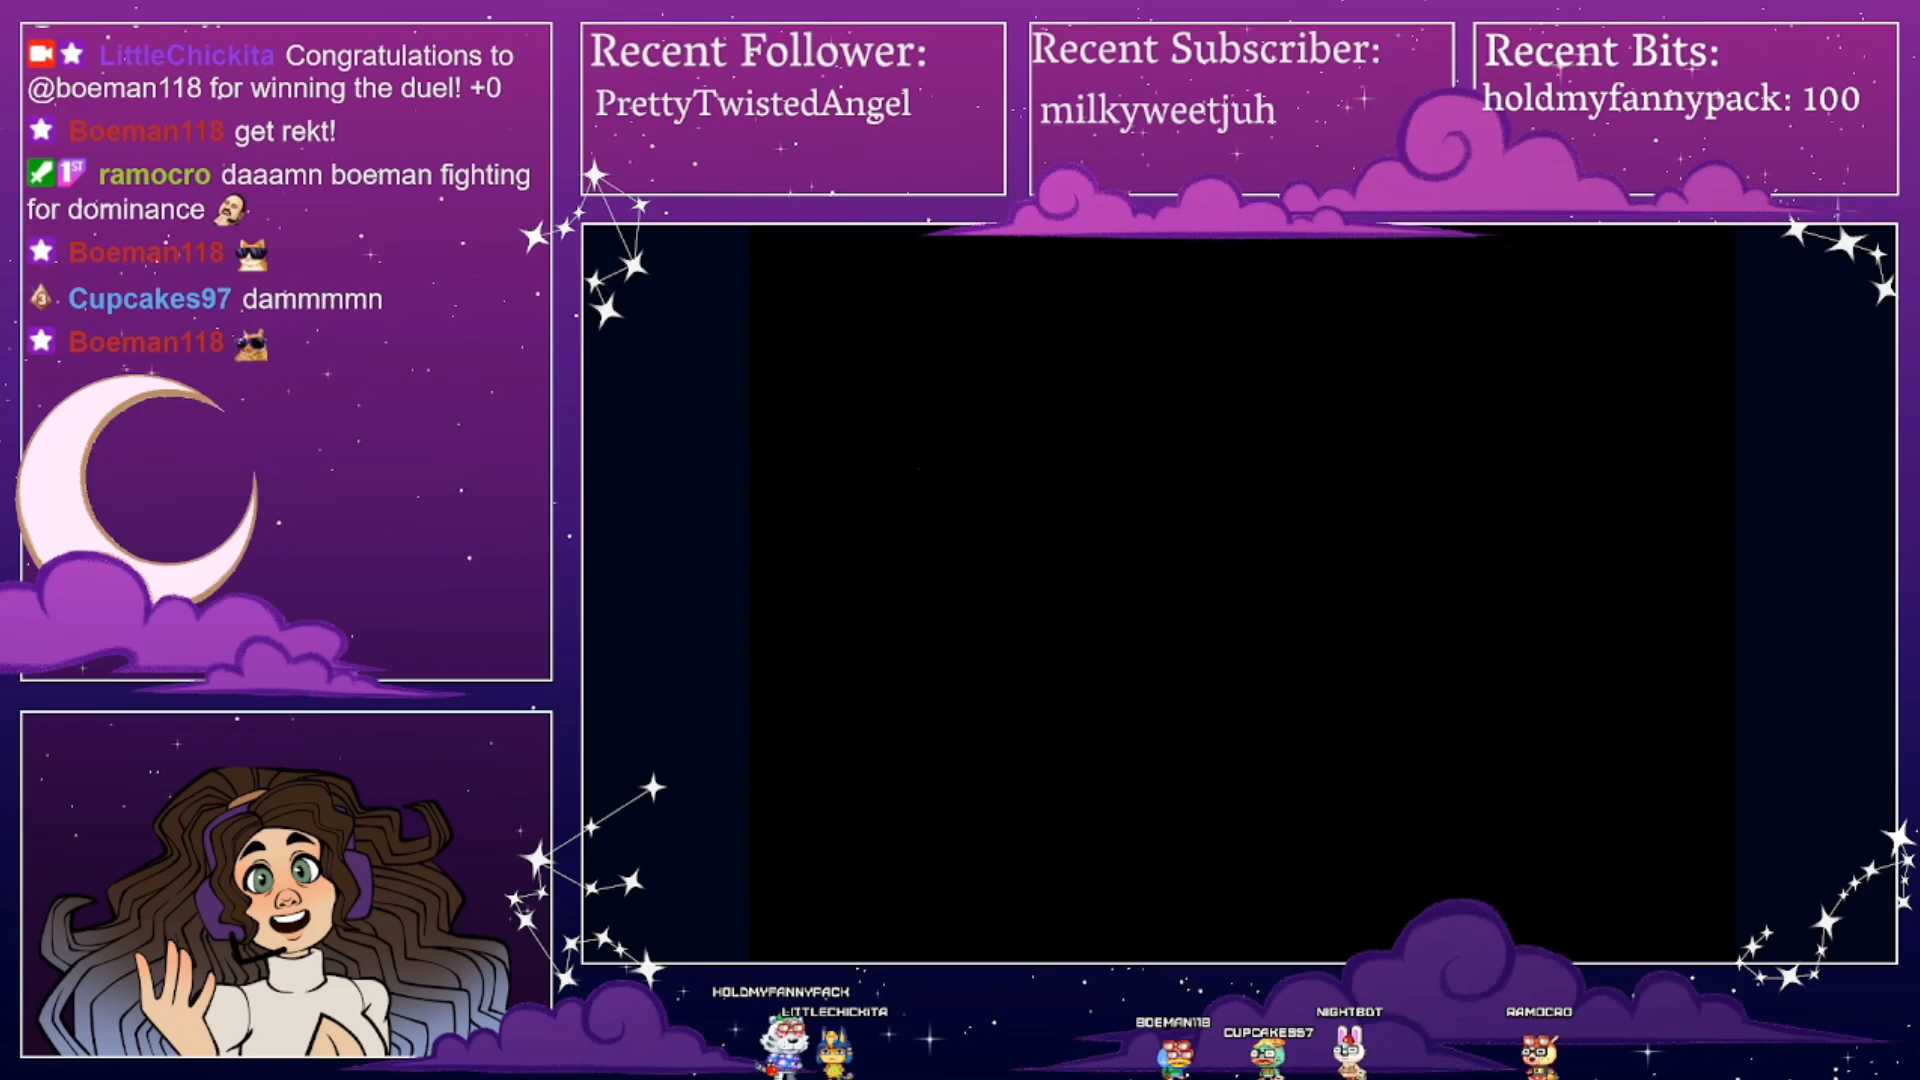 LittleChickita Congratulations to
@boeman118 for winning the duel! +0
Boeman118 get rekt!
1ST ramocro daaamn boeman fighting
for dominance
Boeman118
3 Cupcakes97 dammmmn
Boeman118
Recent Follower:
PrettyTwistedAngel
Recent Subscriber:
milkyweetjuh
Recent Bits:
holdmyfannypack: 100
HOLDMYFANNYPACK
LITTLECHICKITA
BOEMAN118
CUPCAKES97
NIGHTBOT
RAMOCRO